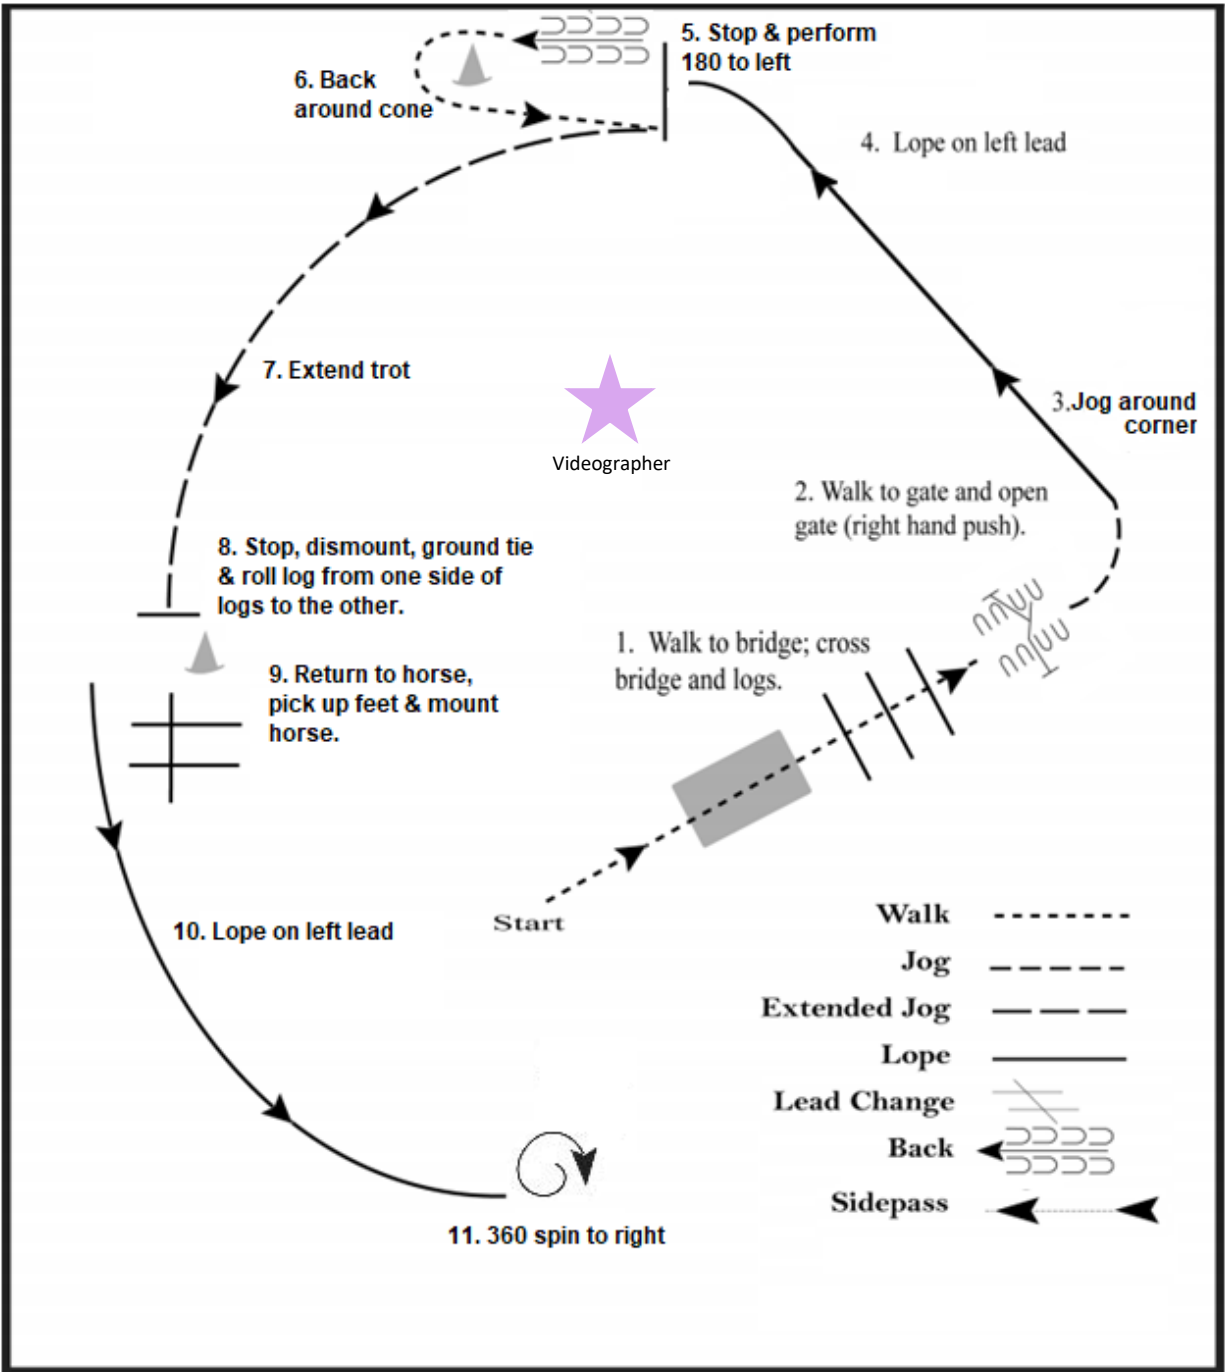 5. Stop & perform
180 to left
6. Back
around cone
4. Lope on left lead
7. Extend trot
3.Jog around
corner
Videographer
2. Walk to gate and open
gate (right hand push).
8. Stop, dismount, ground tie
& roll log from one side of
logs to the other.
1. Walk to bridge; cross
bridge and logs.
9. Return to horse,
pick up feet & mount
horse.
Start
10. Lope on left lead
Walk
Jog
Extended Jog
Lope
Lead Change
Back
Sidepass
11. 360 spin to right